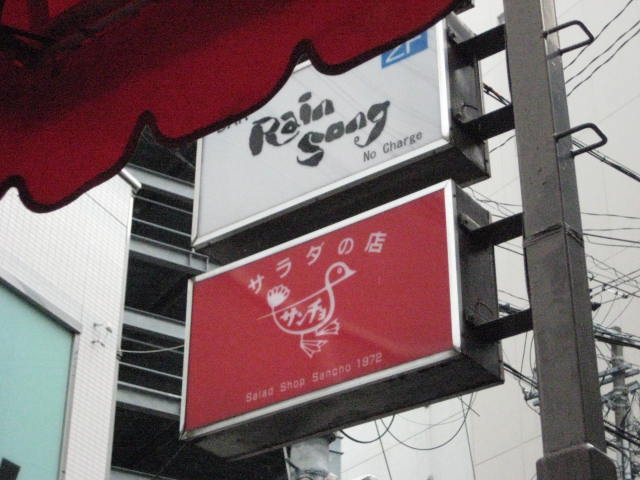 2F
BAR
Rain
Song
No Charge
サラダの店
サンチョ
Salad Shop Sancho 1972